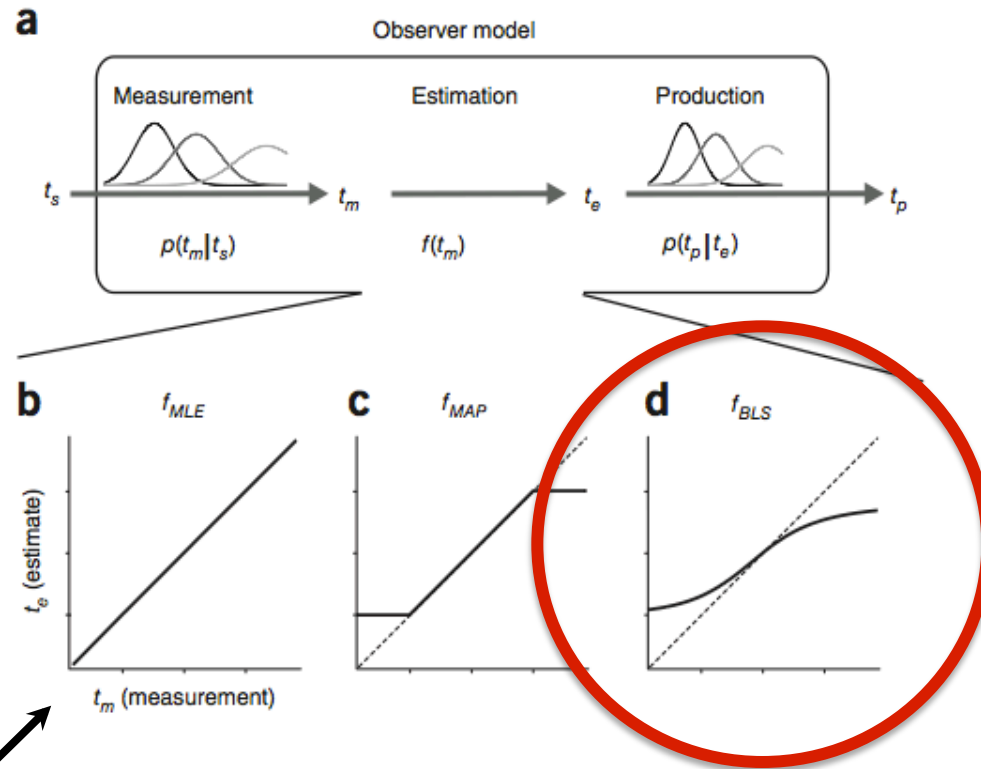 a
Observer model
Measurement Estimation Production
t_s t_m t_e t_p
p(t_m|t_s) f(t_m) p(t_p|t_e)
b f_MLE c f_MAP d f_BLS
t_e (estimate)
t_m (measurement)